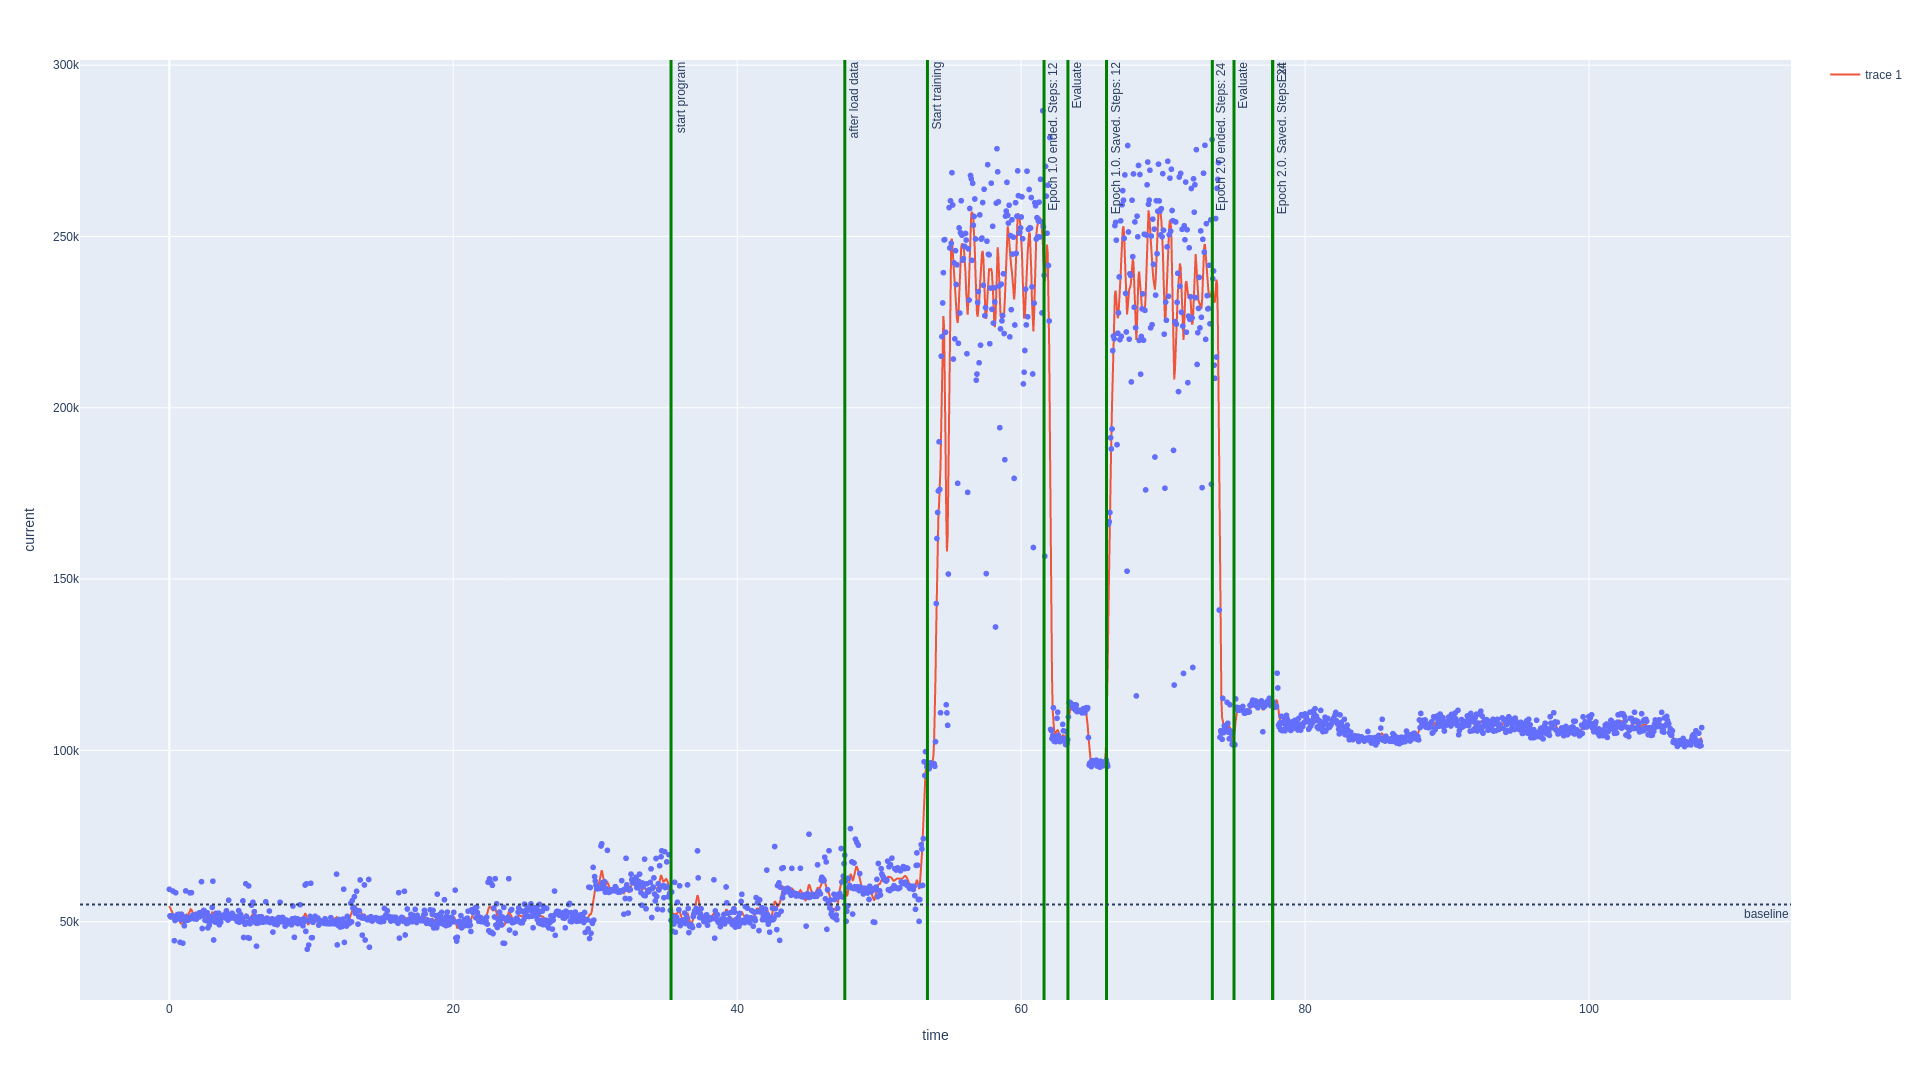 300k
250k
200k
150k
100k
50k
current
0
20
40
60
80
100
time
start program
after load data
Start training
Epoch 1.0 ended. Steps: 12
Evaluate
Epoch 1.0. Saved. Steps: 12
Epoch 2.0 ended. Steps: 24
Evaluate
Epoch 2.0. Saved. Steps: 24
baseline
trace 1